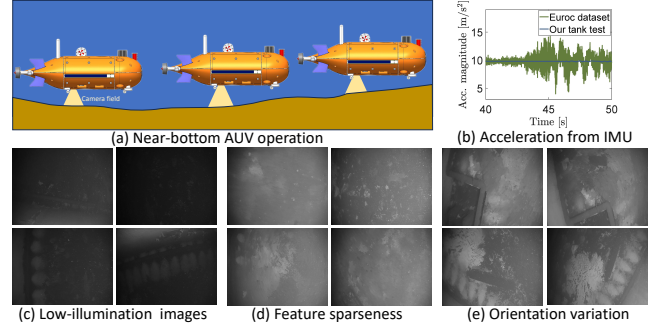 Camera field
(a) Near-bottom AUV operation
Acc. magnitude [m/s²]
15
10
5
Euroc dataset
Our tank test
40
45
50
Time [s]
(b) Acceleration from IMU
(c) Low-illumination images
(d) Feature sparseness
(e) Orientation variation